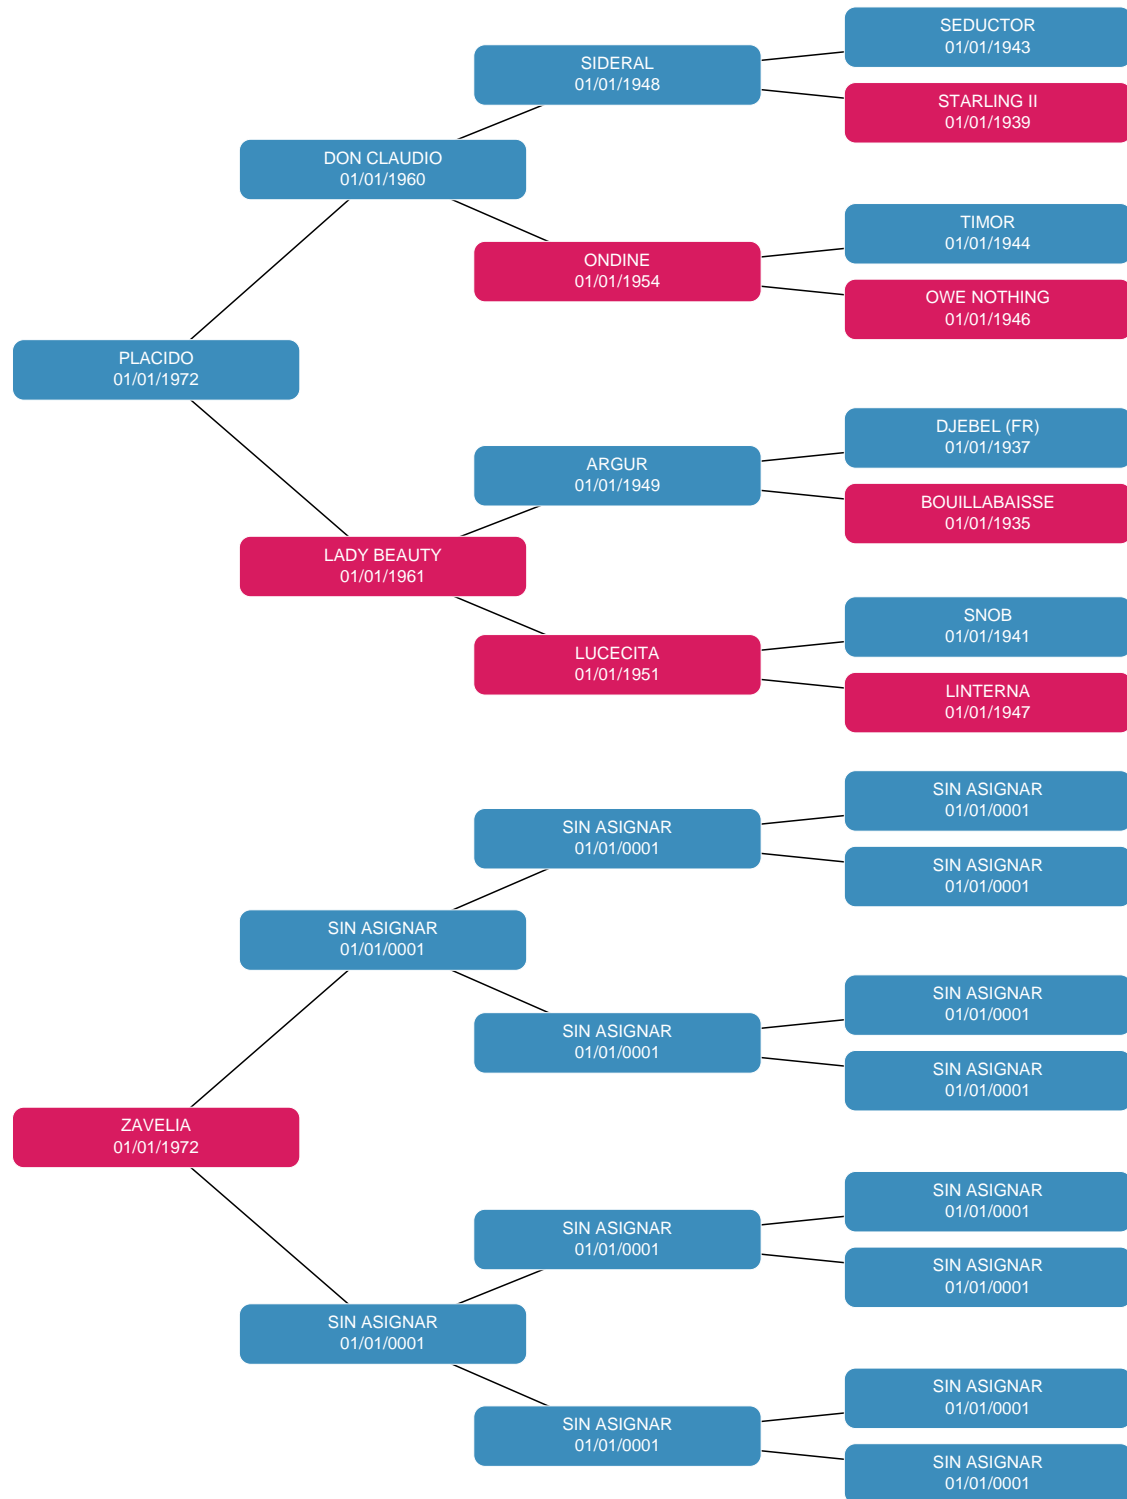 SEDUCTOR
01/01/1943
SIDERAL
01/01/1948
STARLING II
01/01/1939
DON CLAUDIO
01/01/1960
TIMOR
01/01/1944
ONDINE
01/01/1954
OWE NOTHING
01/01/1946
PLACIDO
01/01/1972
DJEBEL (FR)
01/01/1937
ARGUR
01/01/1949
BOUILLABAISSE
01/01/1935
LADY BEAUTY
01/01/1961
SNOB
01/01/1941
LUCECITA
01/01/1951
LINTERNA
01/01/1947
SIN ASIGNAR
01/01/0001
SIN ASIGNAR
01/01/0001
SIN ASIGNAR
01/01/0001
SIN ASIGNAR
01/01/0001
SIN ASIGNAR
01/01/0001
SIN ASIGNAR
01/01/0001
SIN ASIGNAR
01/01/0001
ZAVELIA
01/01/1972
SIN ASIGNAR
01/01/0001
SIN ASIGNAR
01/01/0001
SIN ASIGNAR
01/01/0001
SIN ASIGNAR
01/01/0001
SIN ASIGNAR
01/01/0001
SIN ASIGNAR
01/01/0001
SIN ASIGNAR
01/01/0001